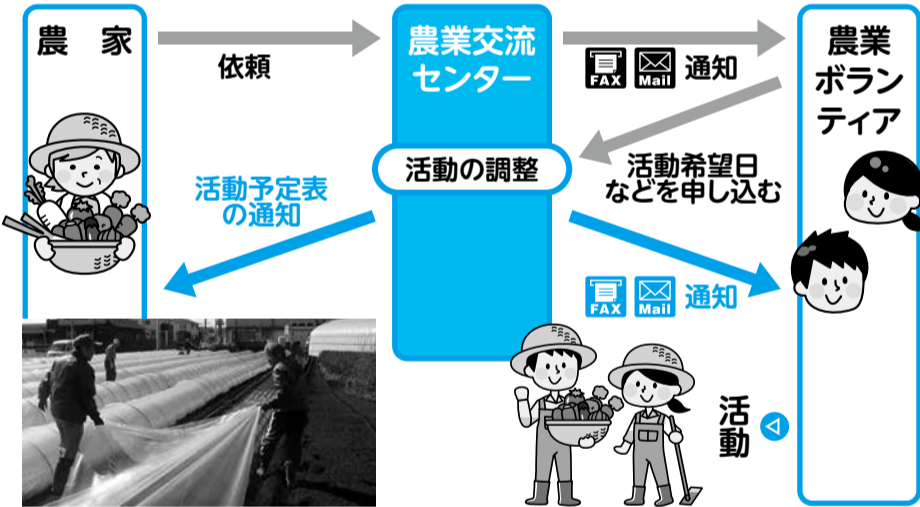 農　家
依頼
農業交流
センター
FAX Mail 通知
農業
ボラン
ティア
活動の調整
活動希望日
などを申し込む
活動予定表
の通知
FAX Mail 通知
活動